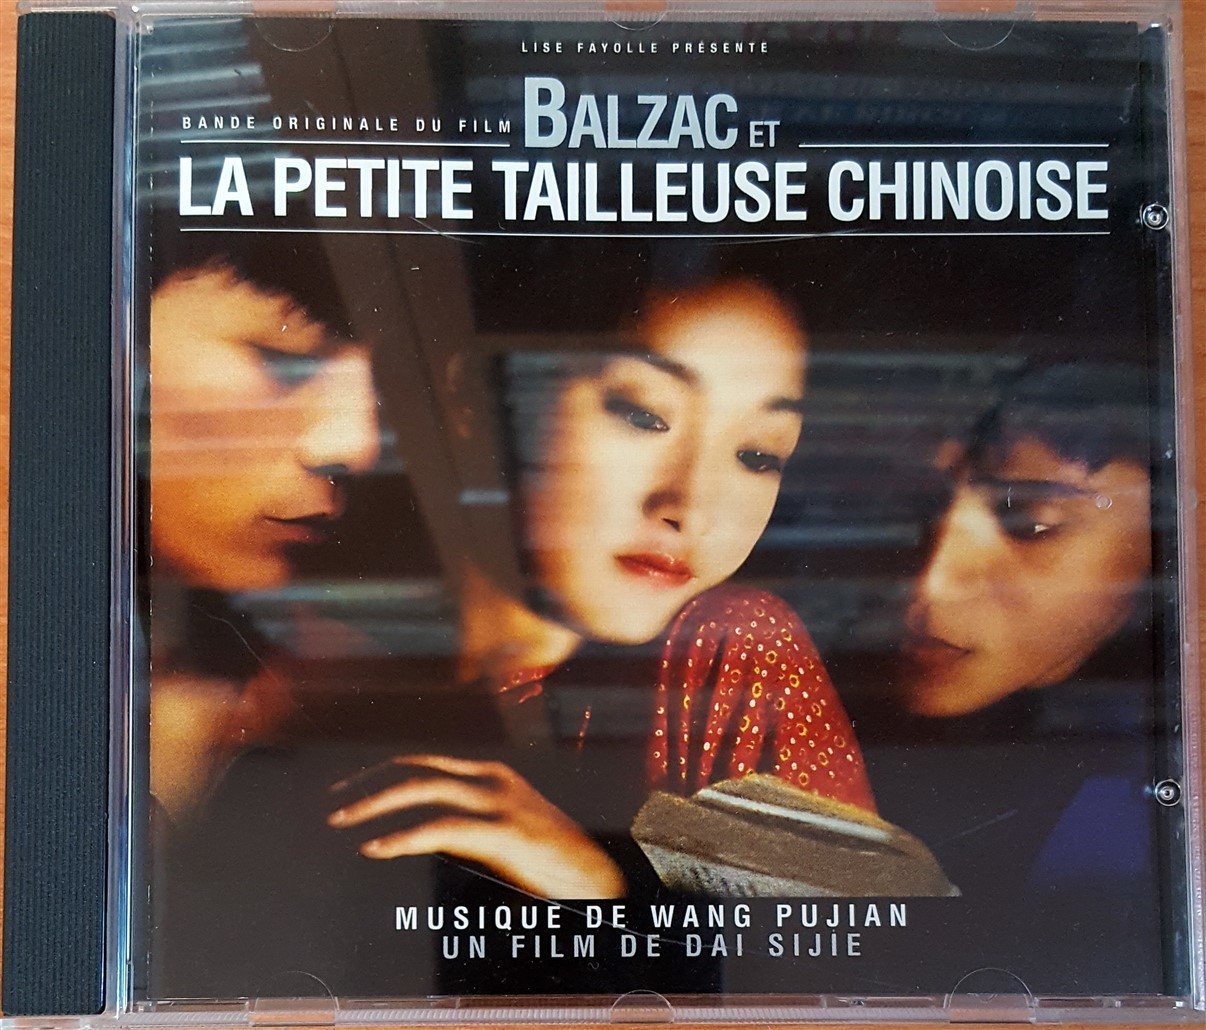 LISE FAYOLLE PRÉSENTE
BANDE ORIGINALE DU FILM BALZAC ET
LA PETITE TAILLEUSE CHINOISE
MUSIQUE DE WANG PUJIAN
UN FILM DE DAI SIJIE